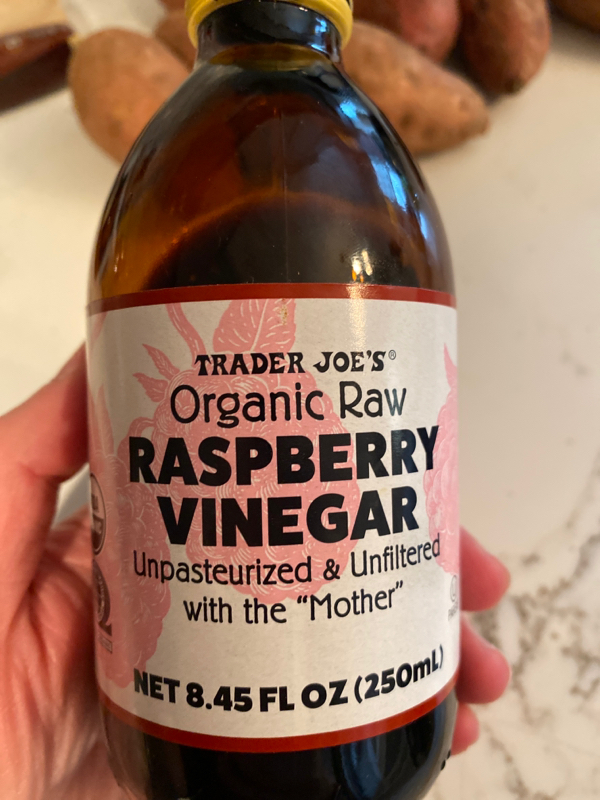 TRADER JOE'S®
Organic Raw
RASPBERRY
VINEGAR
Unpasteurized & Unfiltered
with the "Mother"
NET 8.45 FL OZ (250mL)